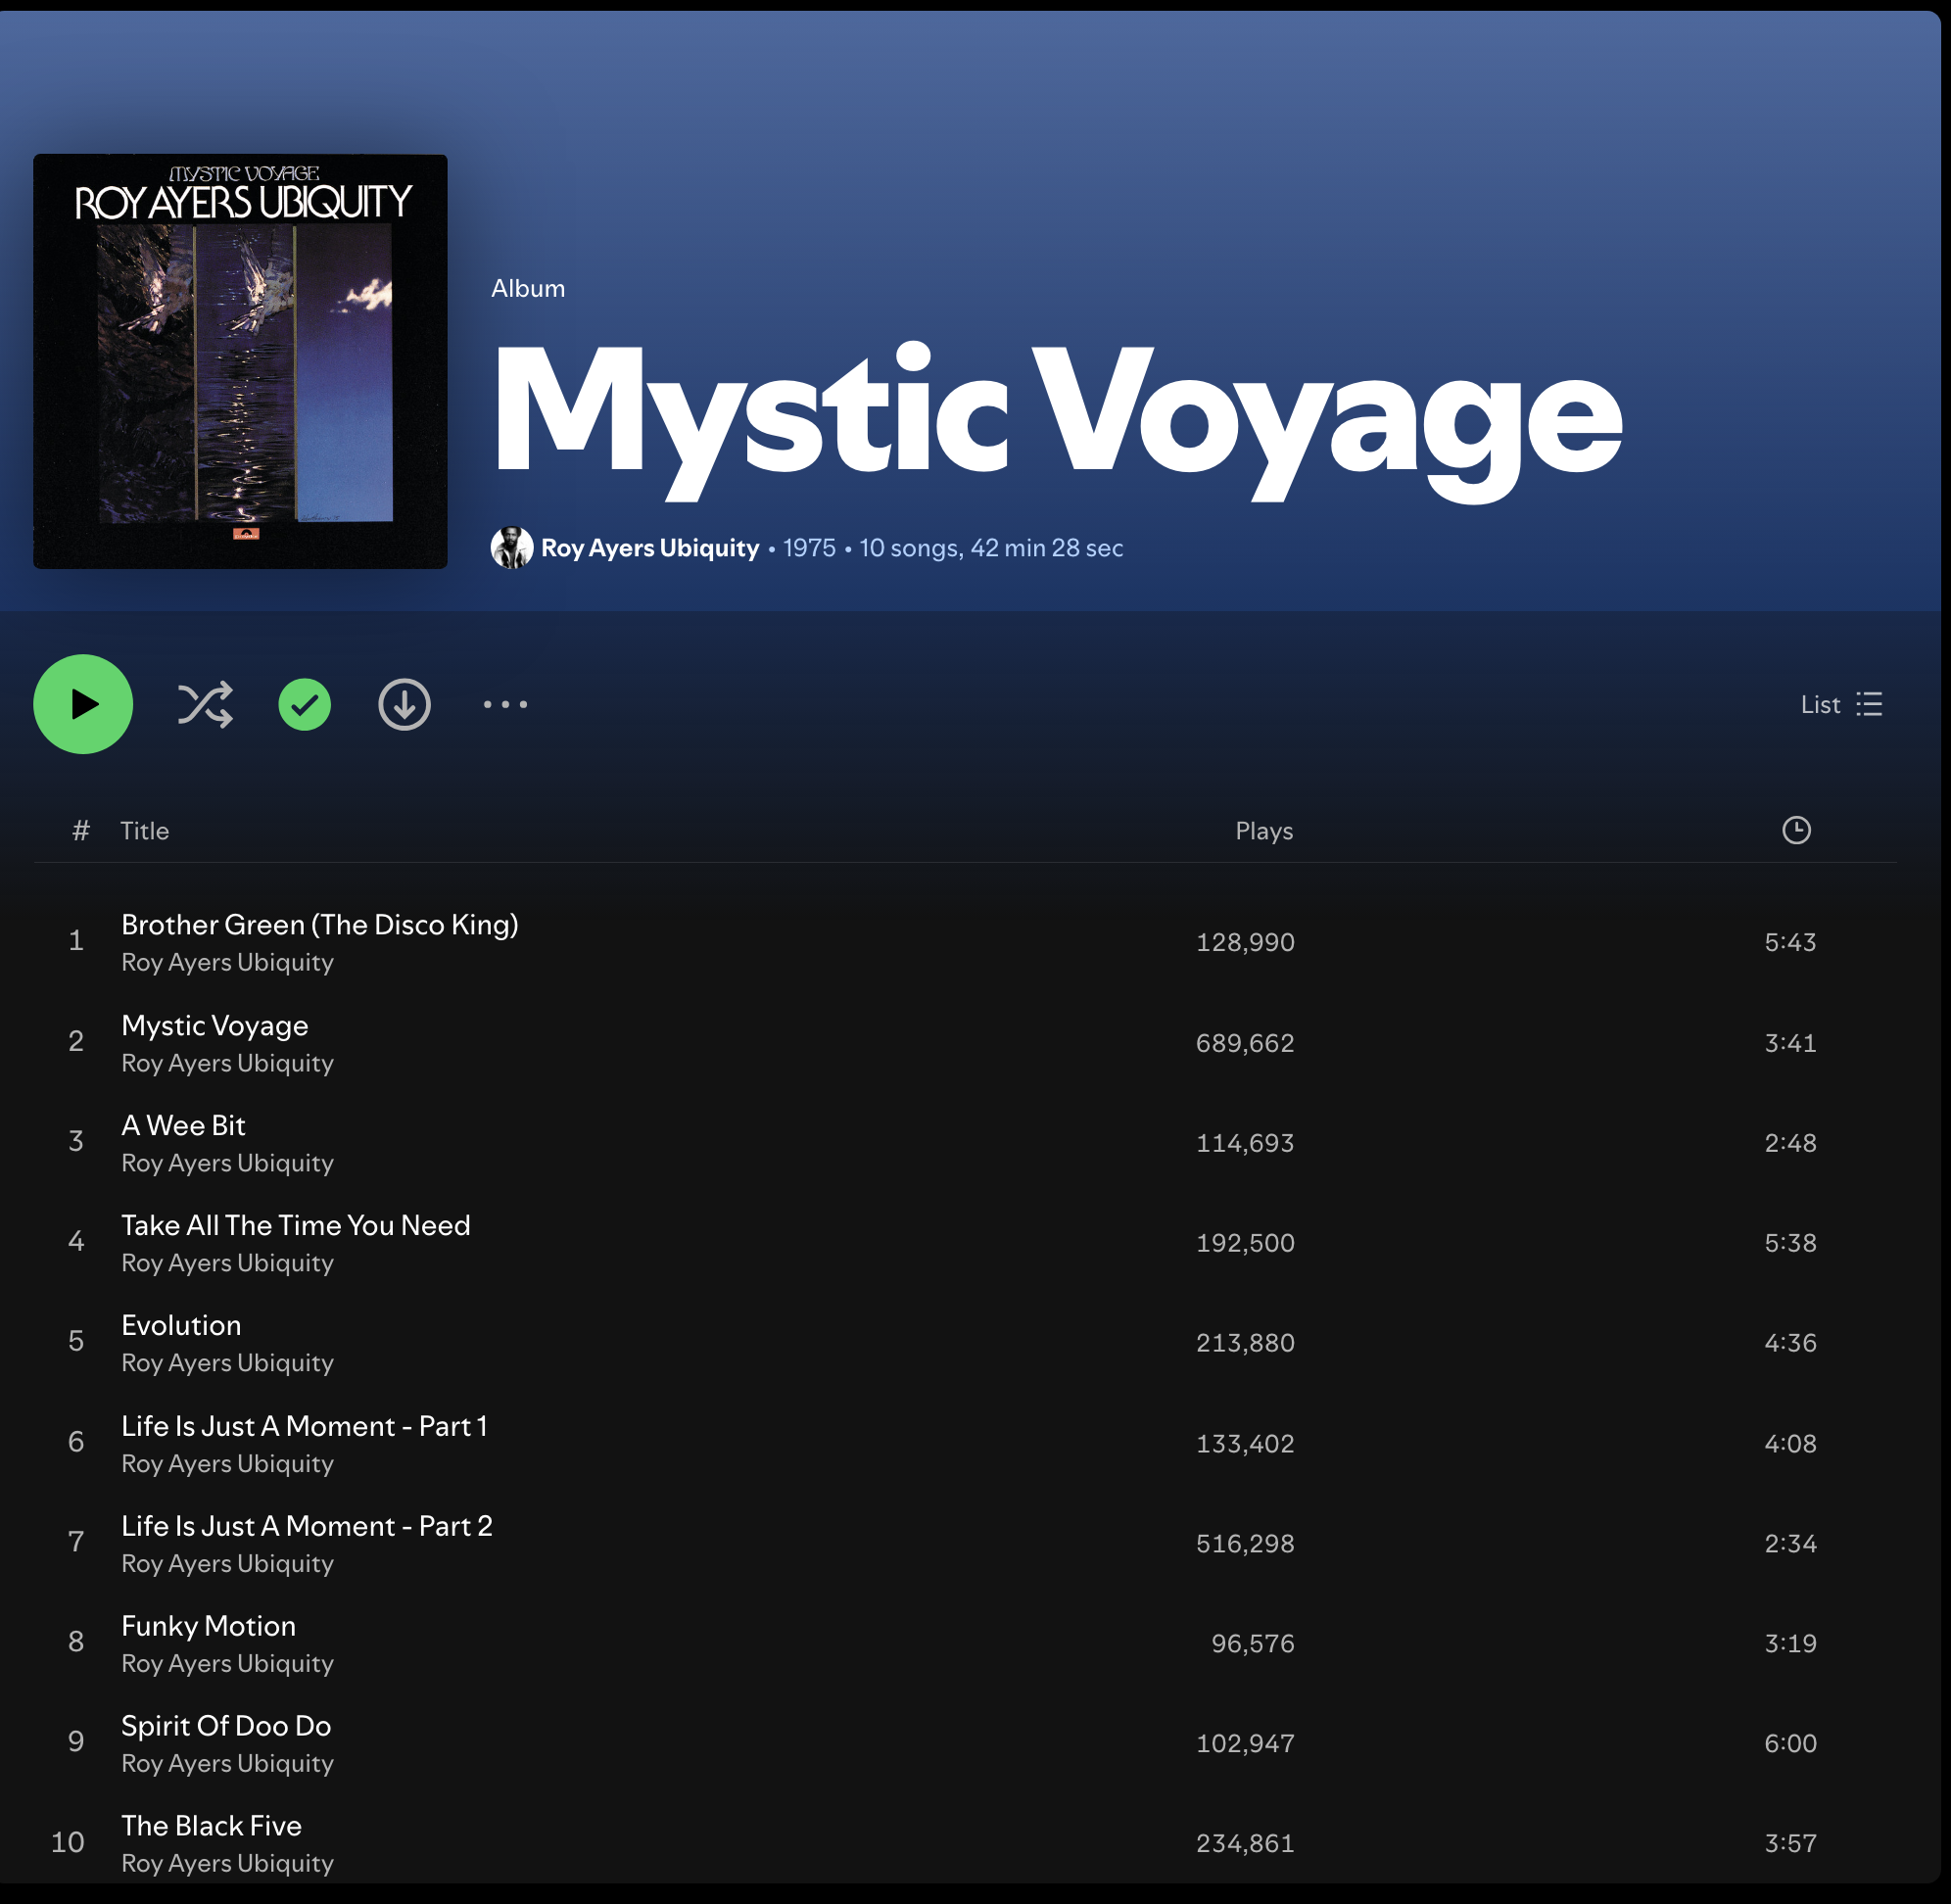 MYSTIC VOYAGE
ROY AYERS UBIQUITY
Album
Mystic Voyage
Roy Ayers Ubiquity • 1975 • 10 songs, 42 min 28 sec
List
# Title Plays
1 Brother Green (The Disco King) 128,990 5:43
Roy Ayers Ubiquity
2 Mystic Voyage 689,662 3:41
Roy Ayers Ubiquity
3 A Wee Bit 114,693 2:48
Roy Ayers Ubiquity
4 Take All The Time You Need 192,500 5:38
Roy Ayers Ubiquity
5 Evolution 213,880 4:36
Roy Ayers Ubiquity
6 Life Is Just A Moment - Part 1 133,402 4:08
Roy Ayers Ubiquity
7 Life Is Just A Moment - Part 2 516,298 2:34
Roy Ayers Ubiquity
8 Funky Motion 96,576 3:19
Roy Ayers Ubiquity
9 Spirit Of Doo Do 102,947 6:00
Roy Ayers Ubiquity
10 The Black Five 234,861 3:57
Roy Ayers Ubiquity